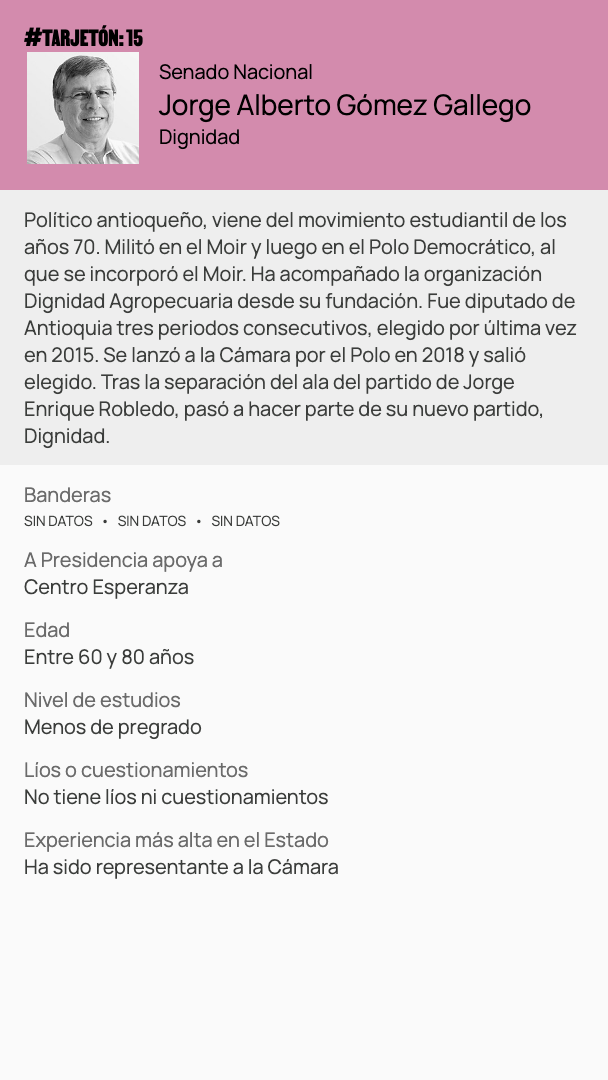 #TARJETÓN: 15
Senado Nacional
Jorge Alberto Gómez Gallego
Dignidad
Político antioqueño, viene del movimiento estudiantil de los
años 70. Militó en el Moir y luego en el Polo Democrático, al
que se incorporó el Moir. Ha acompañado la organización
Dignidad Agropecuaria desde su fundación. Fue diputado de
Antioquia tres periodos consecutivos, elegido por última vez
en 2015. Se lanzó a la Cámara por el Polo en 2018 y salió
elegido. Tras la separación del ala del partido de Jorge
Enrique Robledo, pasó a hacer parte de su nuevo partido,
Dignidad.
Banderas
SIN DATOS • SIN DATOS • SIN DATOS
A Presidencia apoya a
Centro Esperanza
Edad
Entre 60 y 80 años
Nivel de estudios
Menos de pregrado
Líos o cuestionamientos
No tiene líos ni cuestionamientos
Experiencia más alta en el Estado
Ha sido representante a la Cámara